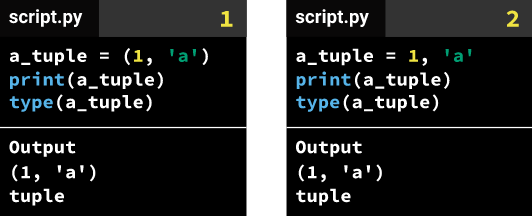 script.py 1
a_tuple = (1, 'a')
print(a_tuple)
type(a_tuple)
Output
(1, 'a')
tuple
script.py 2
a_tuple = 1, 'a'
print(a_tuple)
type(a_tuple)
Output
(1, 'a')
tuple